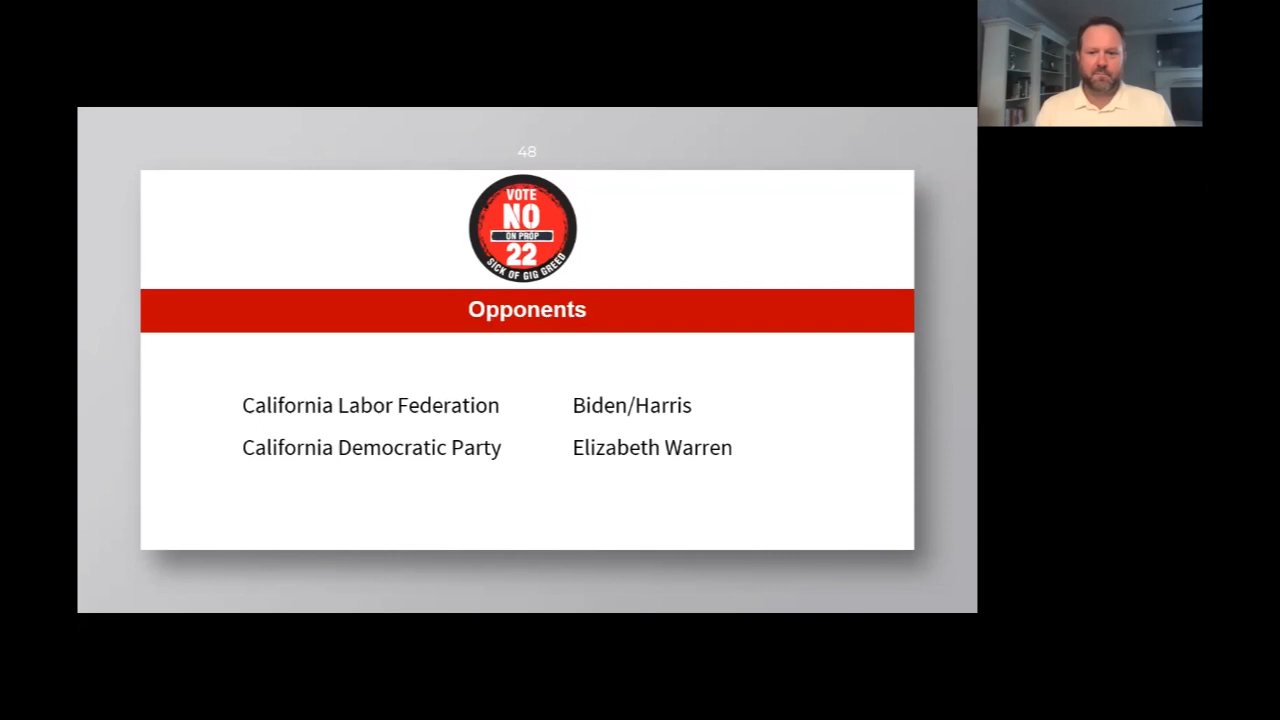 48
VOTE
NO
ON PROP
22
SICK OF GIG GREED
Opponents
California Labor Federation
Biden/Harris
California Democratic Party
Elizabeth Warren